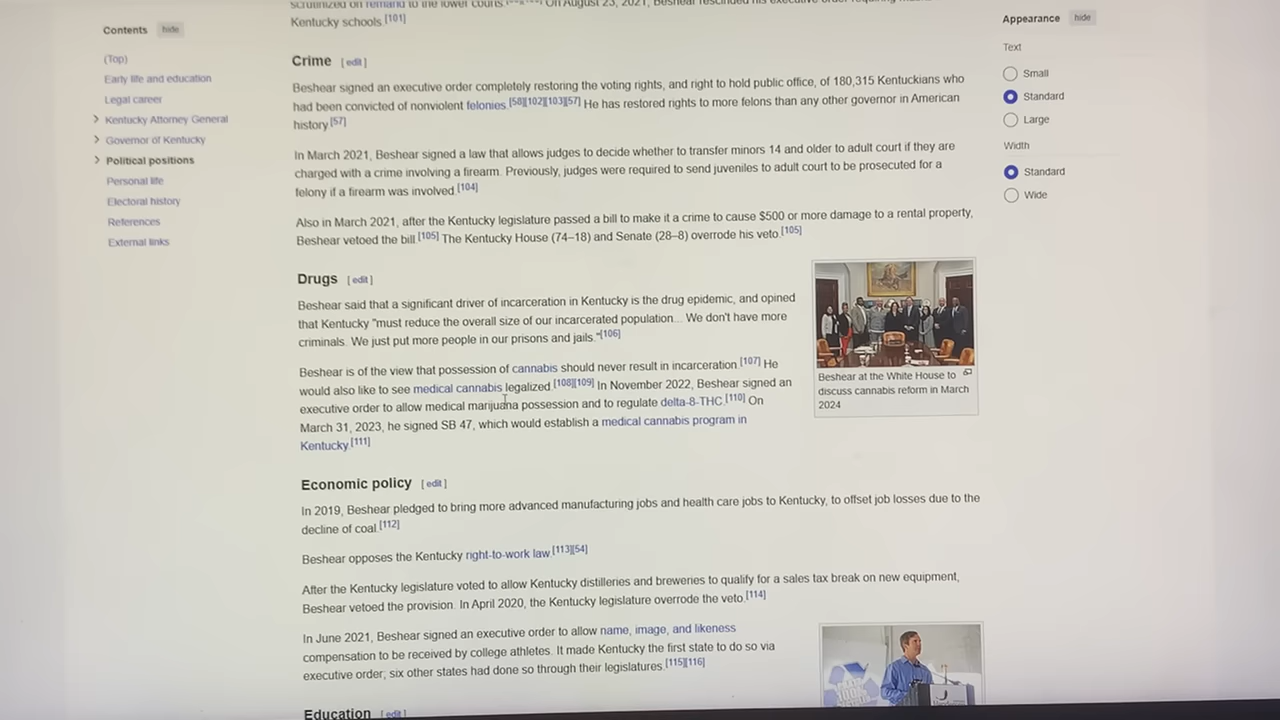 scrutinized on remand to the lower courts. On August 23, 2021, Beshear rescinded his executive order requiring
Kentucky schools.[101]
Contents hide
(Top)
Early life and education
Legal career
Kentucky Attorney General
Governor of Kentucky
Political positions
Personal life
Electoral history
References
External links
Crime [edit]
Beshear signed an executive order completely restoring the voting rights, and right to hold public office, of 180,315 Kentuckians who
had been convicted of nonviolent felonies.[58][102][103][57] He has restored rights to more felons than any other governor in American
history.[57]
In March 2021, Beshear signed a law that allows judges to decide whether to transfer minors 14 and older to adult court if they are
charged with a crime involving a firearm. Previously, judges were required to send juveniles to adult court to be prosecuted for a
felony if a firearm was involved.[104]
Also in March 2021, after the Kentucky legislature passed a bill to make it a crime to cause $500 or more damage to a rental property,
Beshear vetoed the bill.[105] The Kentucky House (74–18) and Senate (28–8) overrode his veto.[105]
Drugs [edit]
Beshear said that a significant driver of incarceration in Kentucky is the drug epidemic, and opined
that Kentucky "must reduce the overall size of our incarcerated population... We don't have more
criminals. We just put more people in our prisons and jails."[106]
Beshear is of the view that possession of cannabis should never result in incarceration.[107] He
would also like to see medical cannabis legalized.[108][109] In November 2022, Beshear signed an
executive order to allow medical marijuana possession and to regulate delta-8-THC.[110] On
March 31, 2023, he signed SB 47, which would establish a medical cannabis program in
Kentucky.[111]
Beshear at the White House to
discuss cannabis reform in March
2024
Economic policy [edit]
In 2019, Beshear pledged to bring more advanced manufacturing jobs and health care jobs to Kentucky, to offset job losses due to the
decline of coal.[112]
Beshear opposes the Kentucky right-to-work law.[113][54]
After the Kentucky legislature voted to allow Kentucky distilleries and breweries to qualify for a sales tax break on new equipment,
Beshear vetoed the provision. In April 2020, the Kentucky legislature overrode the veto.[114]
In June 2021, Beshear signed an executive order to allow name, image, and likeness
compensation to be received by college athletes. It made Kentucky the first state to do so via
executive order; six other states had done so through their legislatures.[115][116]
Education [edit]
Appearance hide
Text
Small
Standard
Large
Width
Standard
Wide